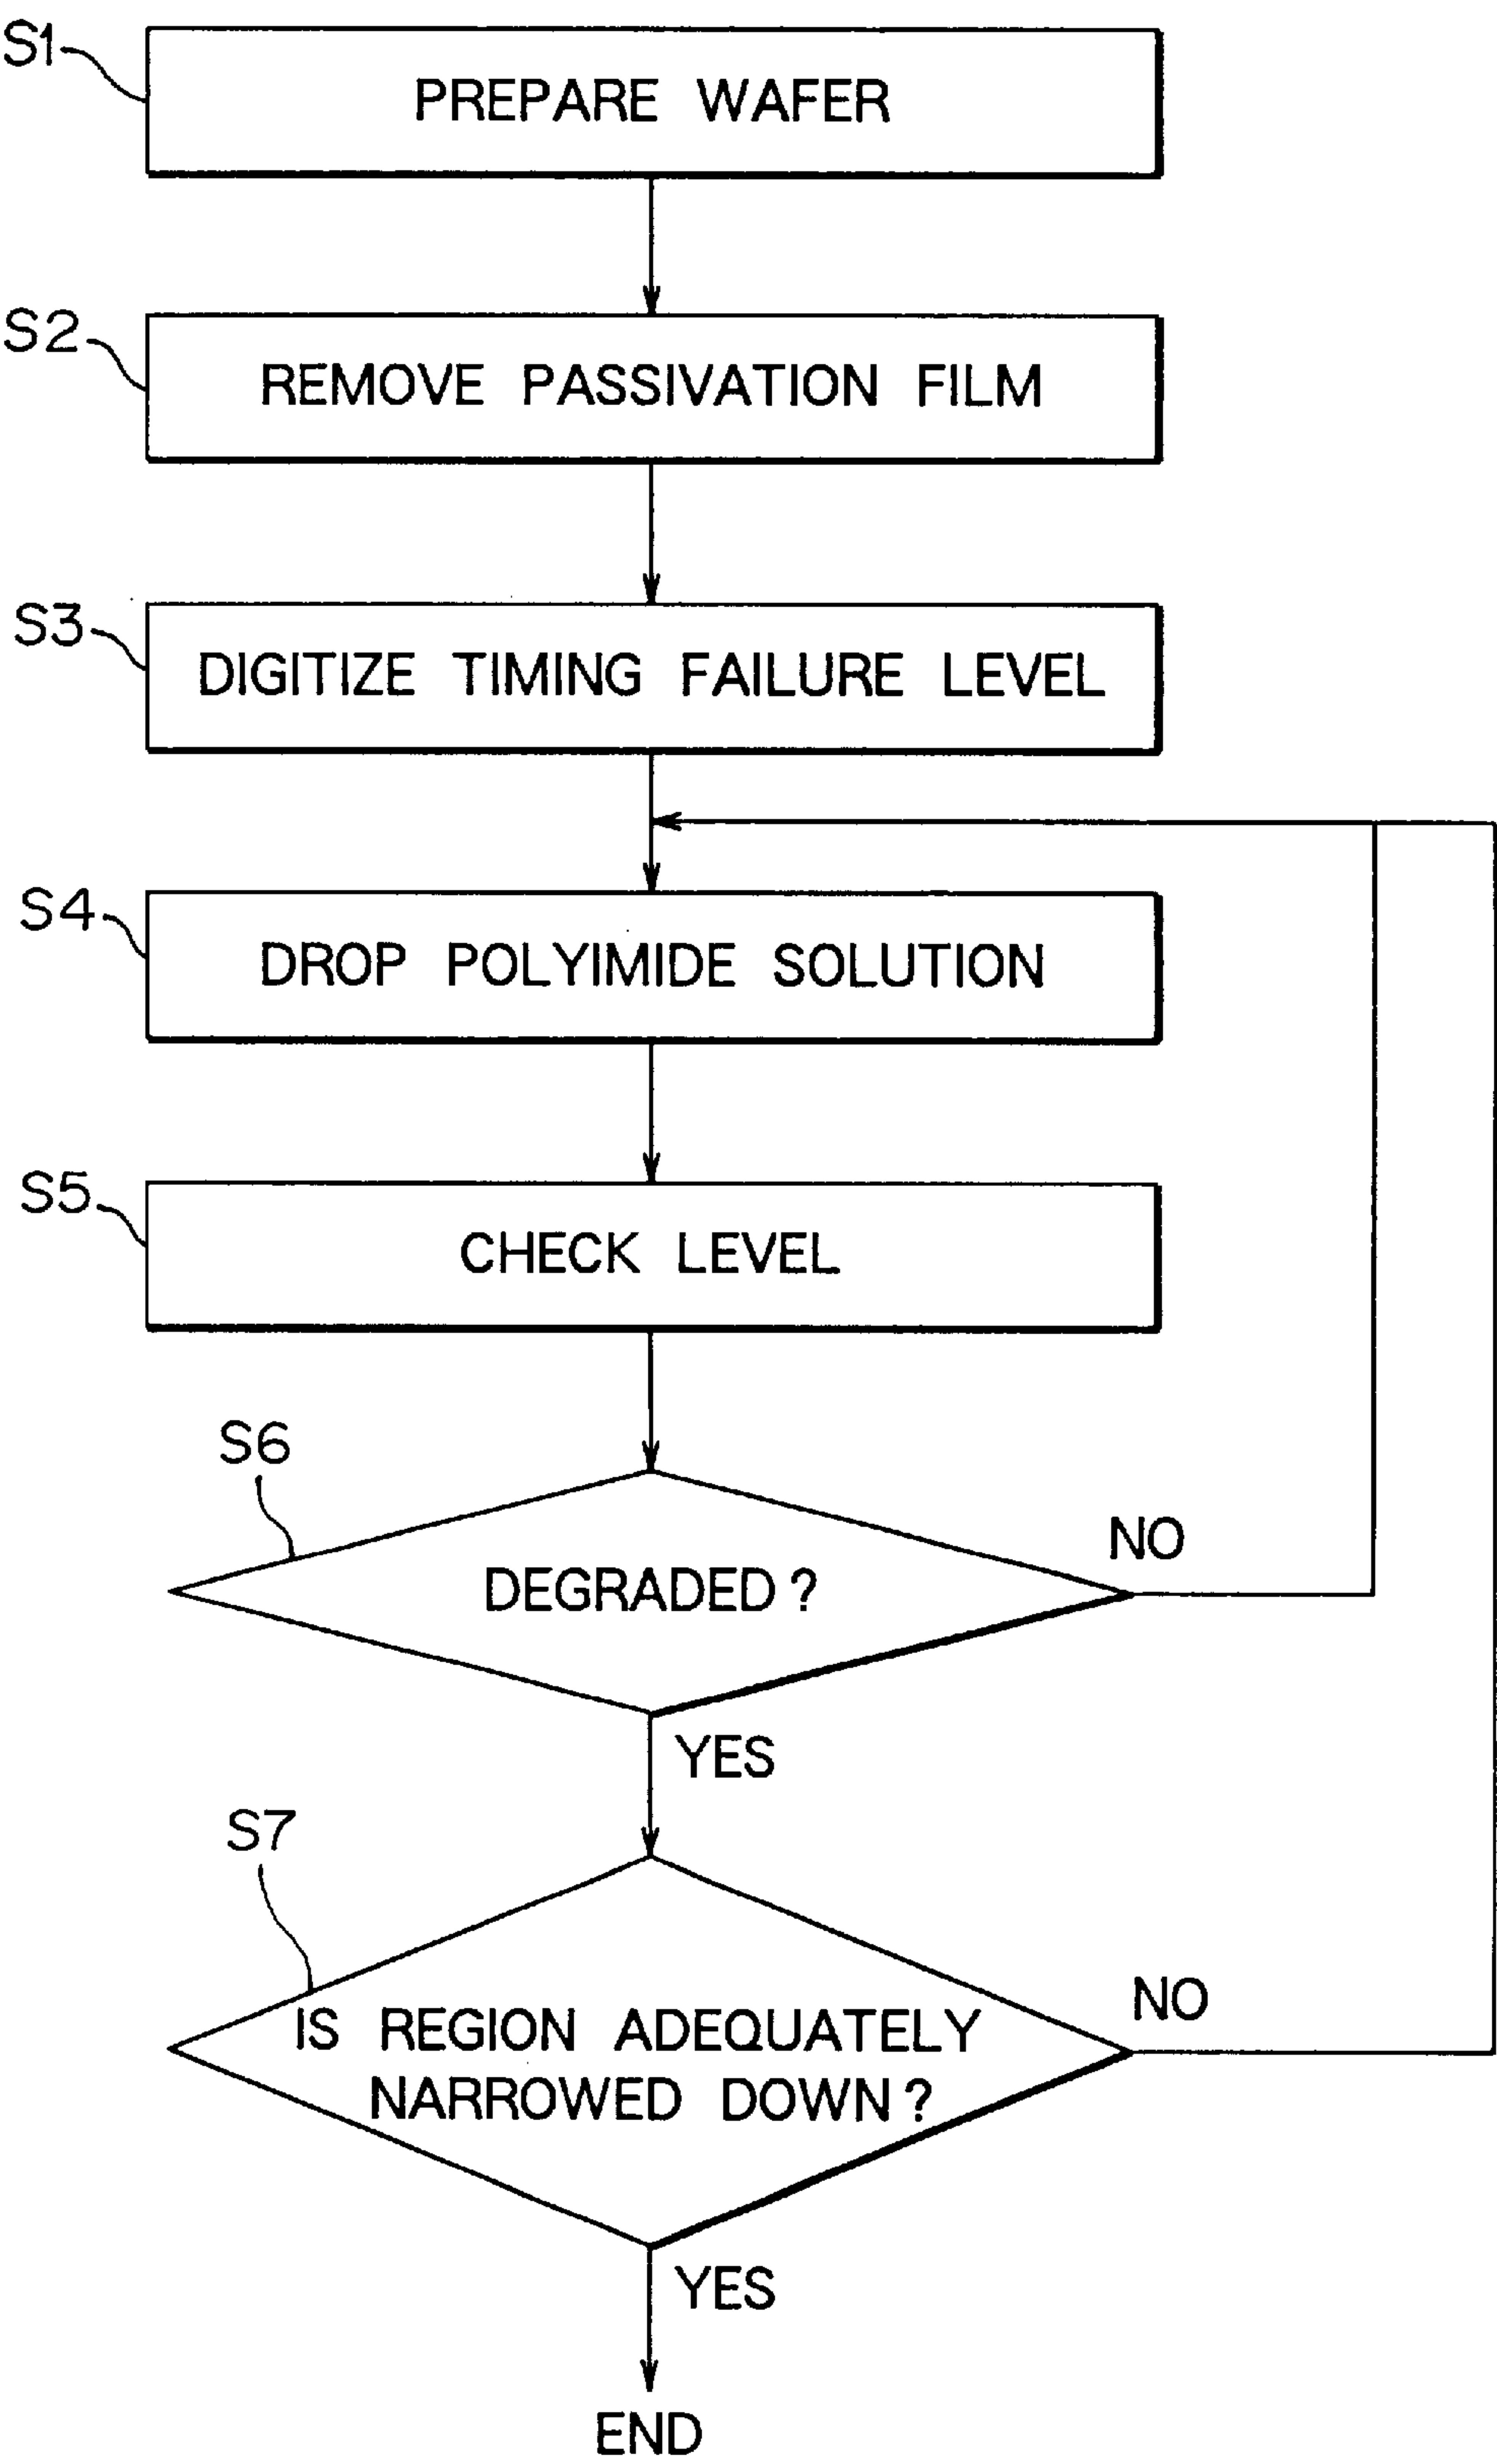 S1
PREPARE WAFER
S2
REMOVE PASSIVATION FILM
S3
DIGITIZE TIMING FAILURE LEVEL
S4
DROP POLYIMIDE SOLUTION
S5
CHECK LEVEL
S6
DEGRADED?
NO
YES
S7
IS REGION ADEQUATELY
NARROWED DOWN?
NO
YES
END